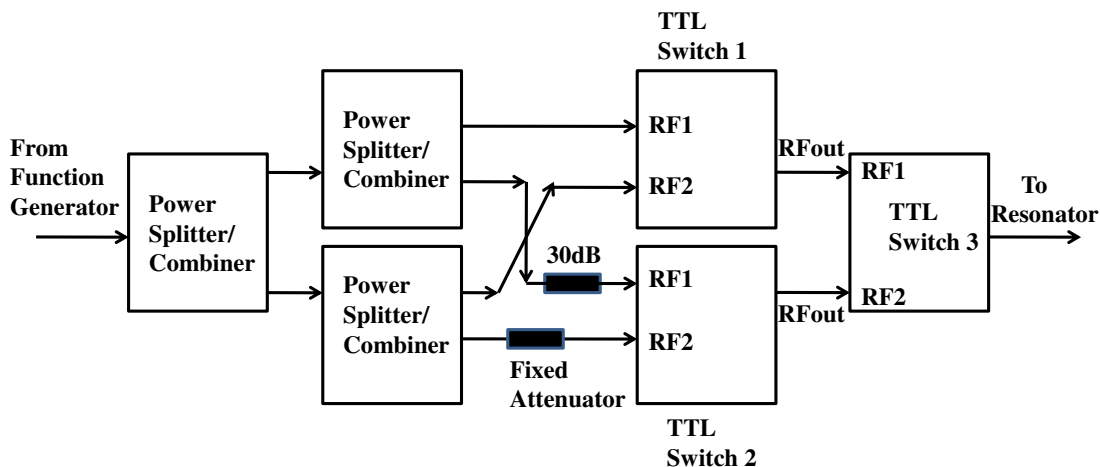 From
Function
Generator
Power
Splitter/
Combiner
Power
Splitter/
Combiner
Power
Splitter/
Combiner
30dB
Fixed
Attenuator
TTL
Switch 1
RF1
RF2
RF1
RF2
TTL
Switch 2
RFout
RFout
RF1
TTL
Switch 3
RF2
To
Resonator